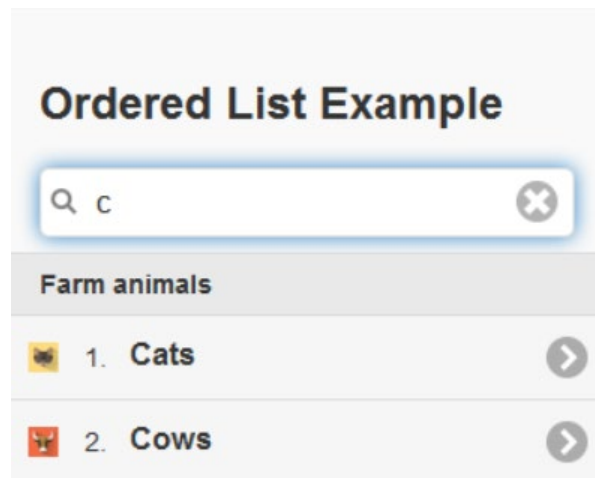 Ordered List Example
c
Farm animals
1. Cats
2. Cows